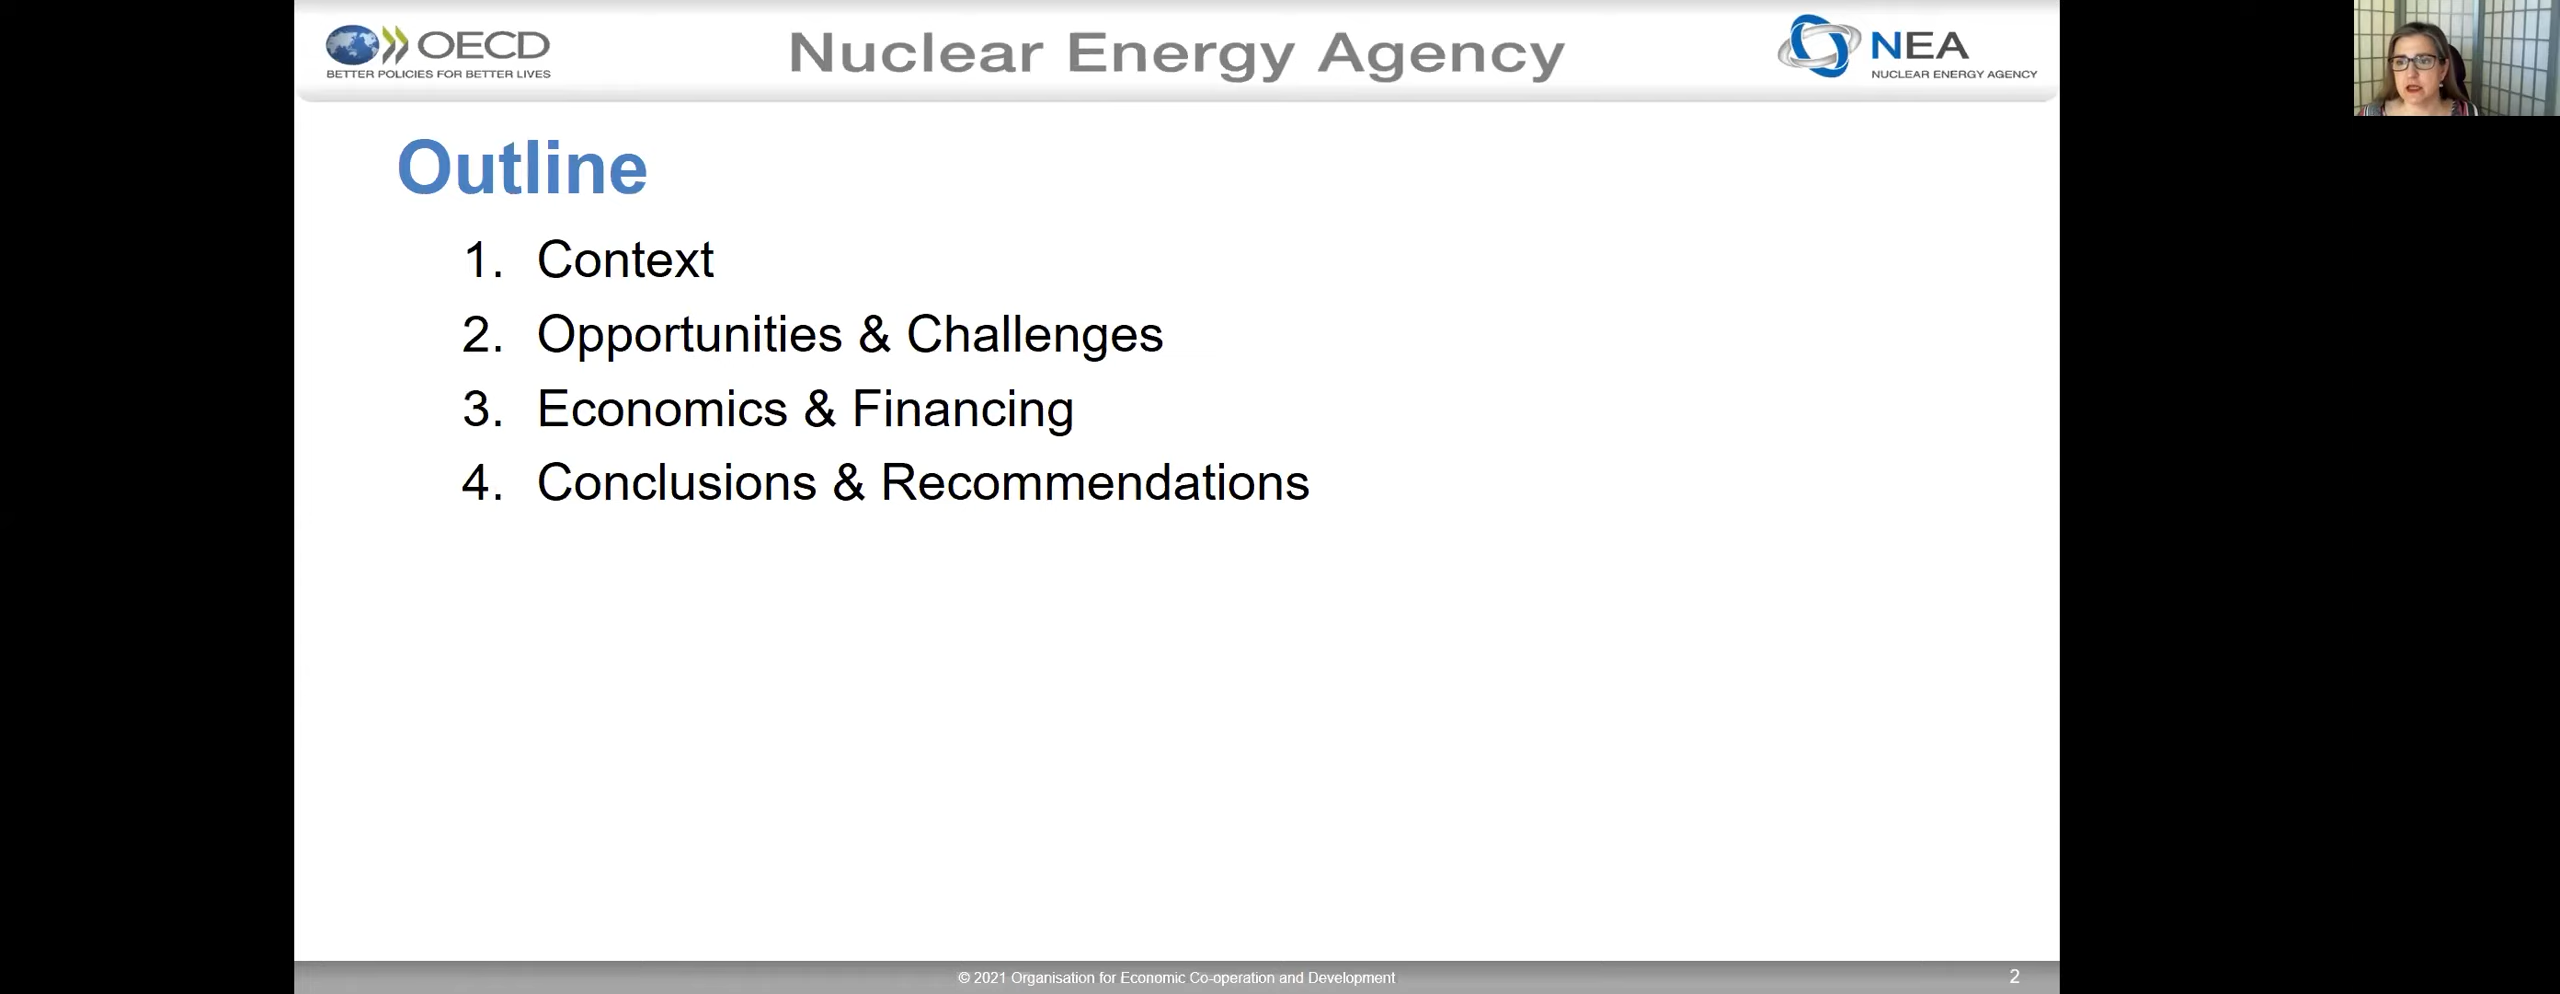 OECD
BETTER POLICIES FOR BETTER LIVES
Nuclear Energy Agency
NEA
NUCLEAR ENERGY AGENCY
Outline
1. Context
2. Opportunities & Challenges
3. Economics & Financing
4. Conclusions & Recommendations
© 2021 Organisation for Economic Co-operation and Development
2